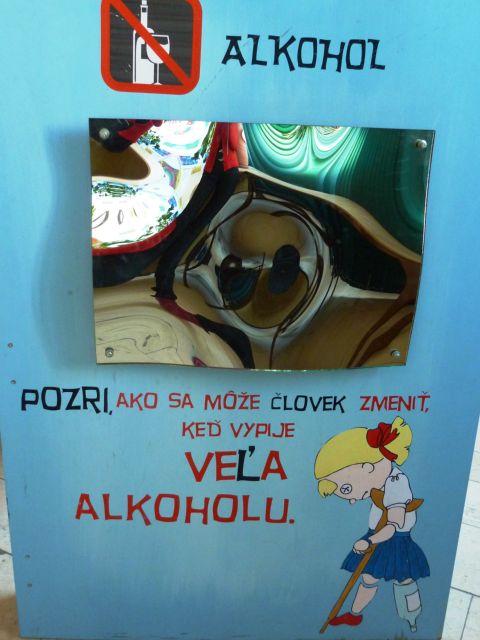 ALKOHOL
POZRI, AKO SA MÔŽE ČLOVEK ZMENIŤ,
KEĎ VYPIJE
VEĽA
ALKOHOLU.